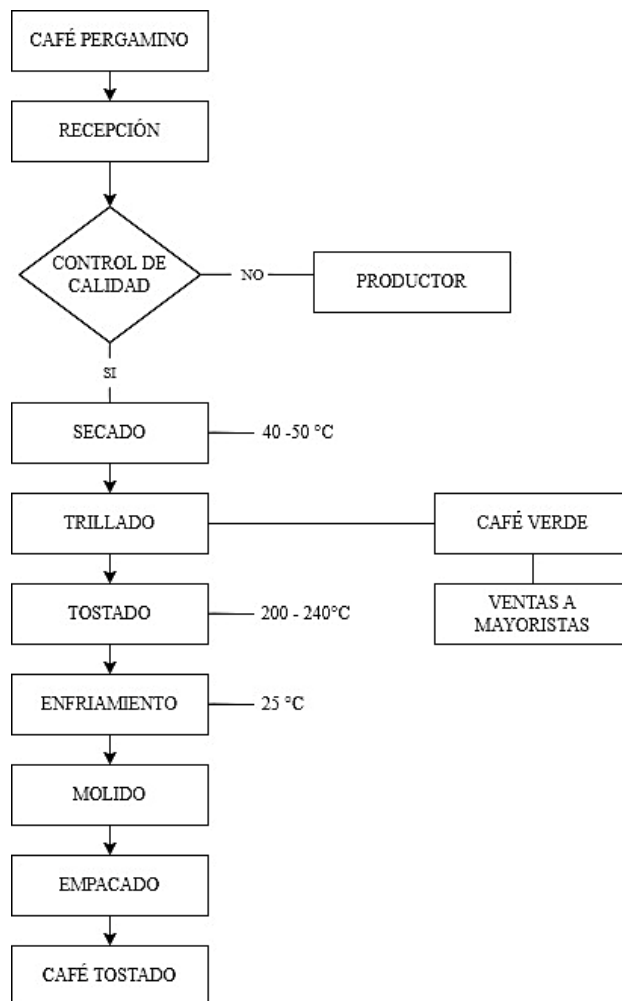 CAFÉ PERGAMINO
RECEPCIÓN
CONTROL DE
CALIDAD
NO
PRODUCTOR
SI
SECADO
40 -50 °C
TRILLADO
CAFÉ VERDE
TOSTADO
200 - 240°C
VENTAS A
MAYORISTAS
ENFRIAMIENTO
25 °C
MOLIDO
EMPACADO
CAFÉ TOSTADO